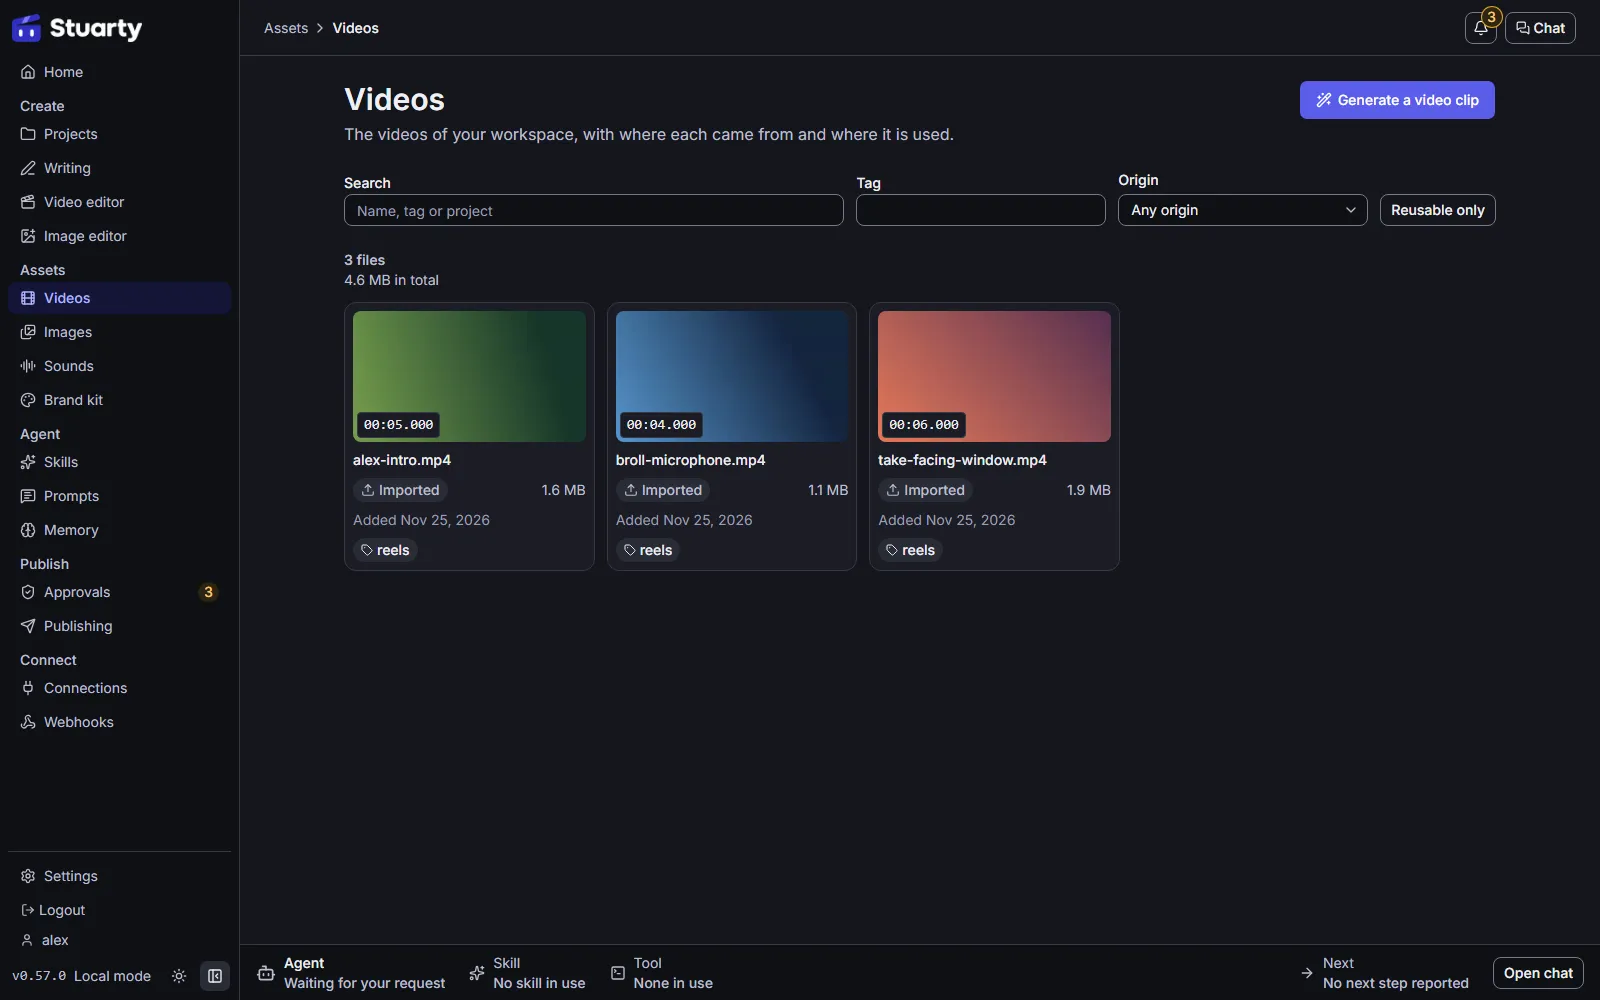 Stuarty
Home
Create
Projects
Writing
Video editor
Image editor
Assets
Videos
Images
Sounds
Brand kit
Agent
Skills
Prompts
Memory
Publish
Approvals 3
Publishing
Connect
Connections
Webhooks
Settings
Logout
alex
v0.57.0 Local mode
Assets > Videos
3
Chat
Videos
Generate a video clip
The videos of your workspace, with where each came from and where it is used.
Search
Name, tag or project
Tag
Origin
Any origin
Reusable only
3 files
4.6 MB in total
00:05.000
alex-intro.mp4
Imported 1.6 MB
Added Nov 25, 2026
reels
00:04.000
broll-microphone.mp4
Imported 1.1 MB
Added Nov 25, 2026
reels
00:06.000
take-facing-window.mp4
Imported 1.9 MB
Added Nov 25, 2026
reels
Agent
Waiting for your request
Skill
No skill in use
Tool
None in use
Next
No next step reported
Open chat